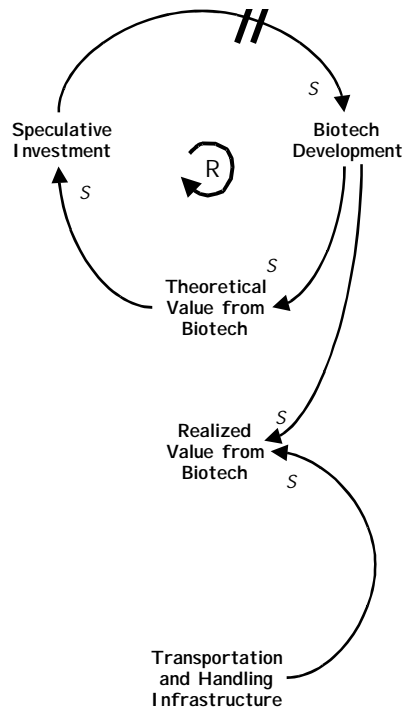 S
Speculative
Investment
Biotech
Development
R
S
S
Theoretical
Value from
Biotech
S
Realized
Value from
Biotech
S
Transportation
and Handling
Infrastructure